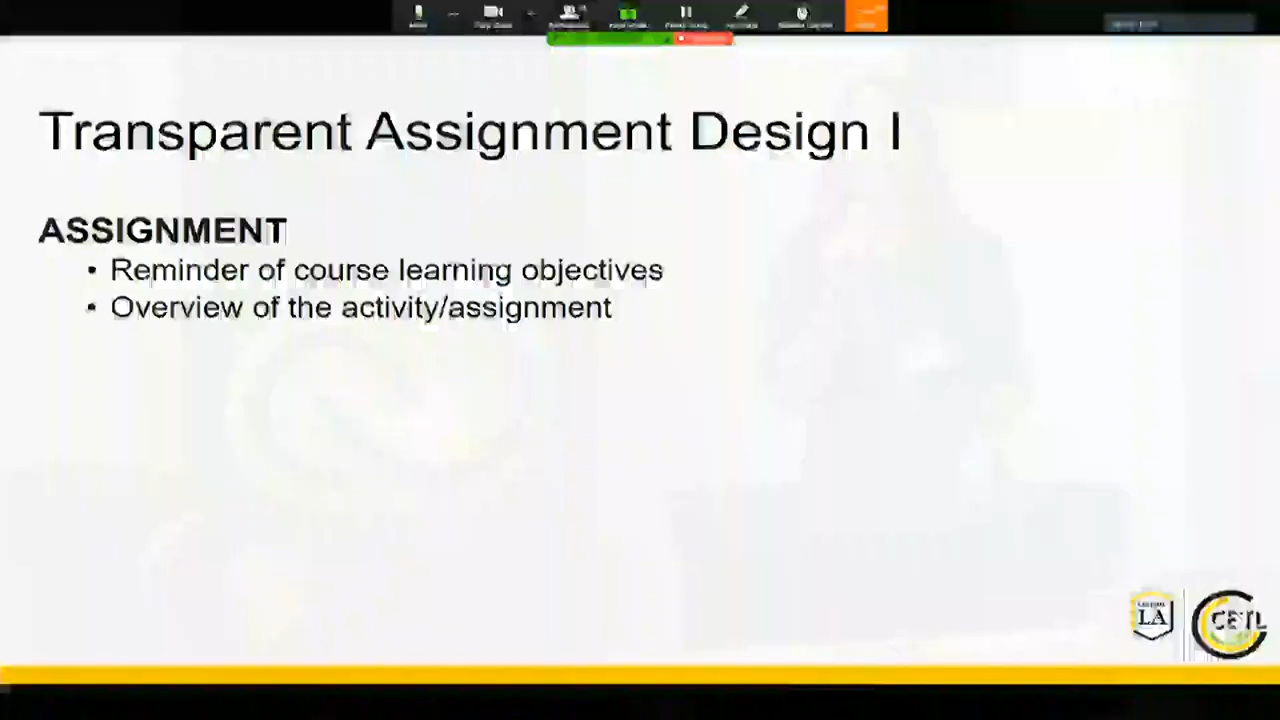 Transparent Assignment Design I
ASSIGNMENT
• Reminder of course learning objectives
• Overview of the activity/assignment
LA
CETL